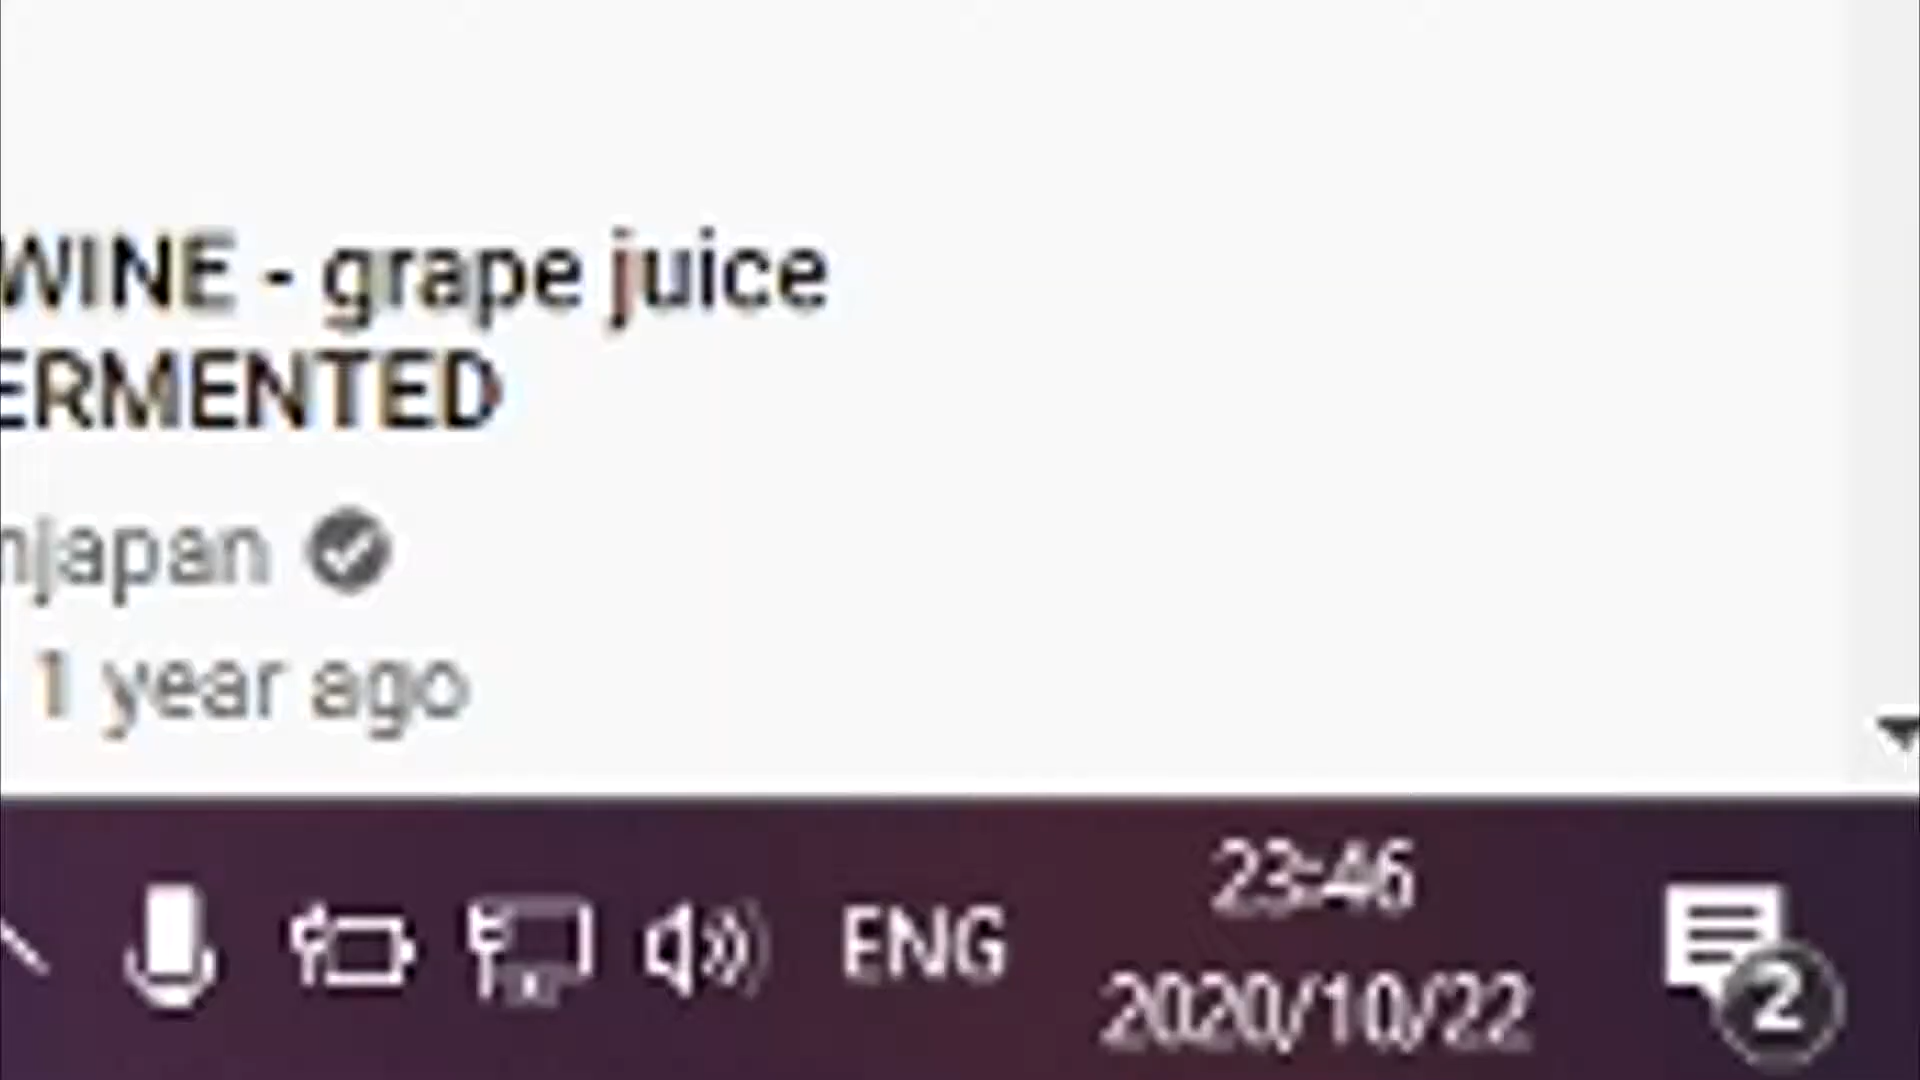 WINE - grape juice
ERMENTED
njapan
1 year ago
ENG
23:46
2020/10/22
2